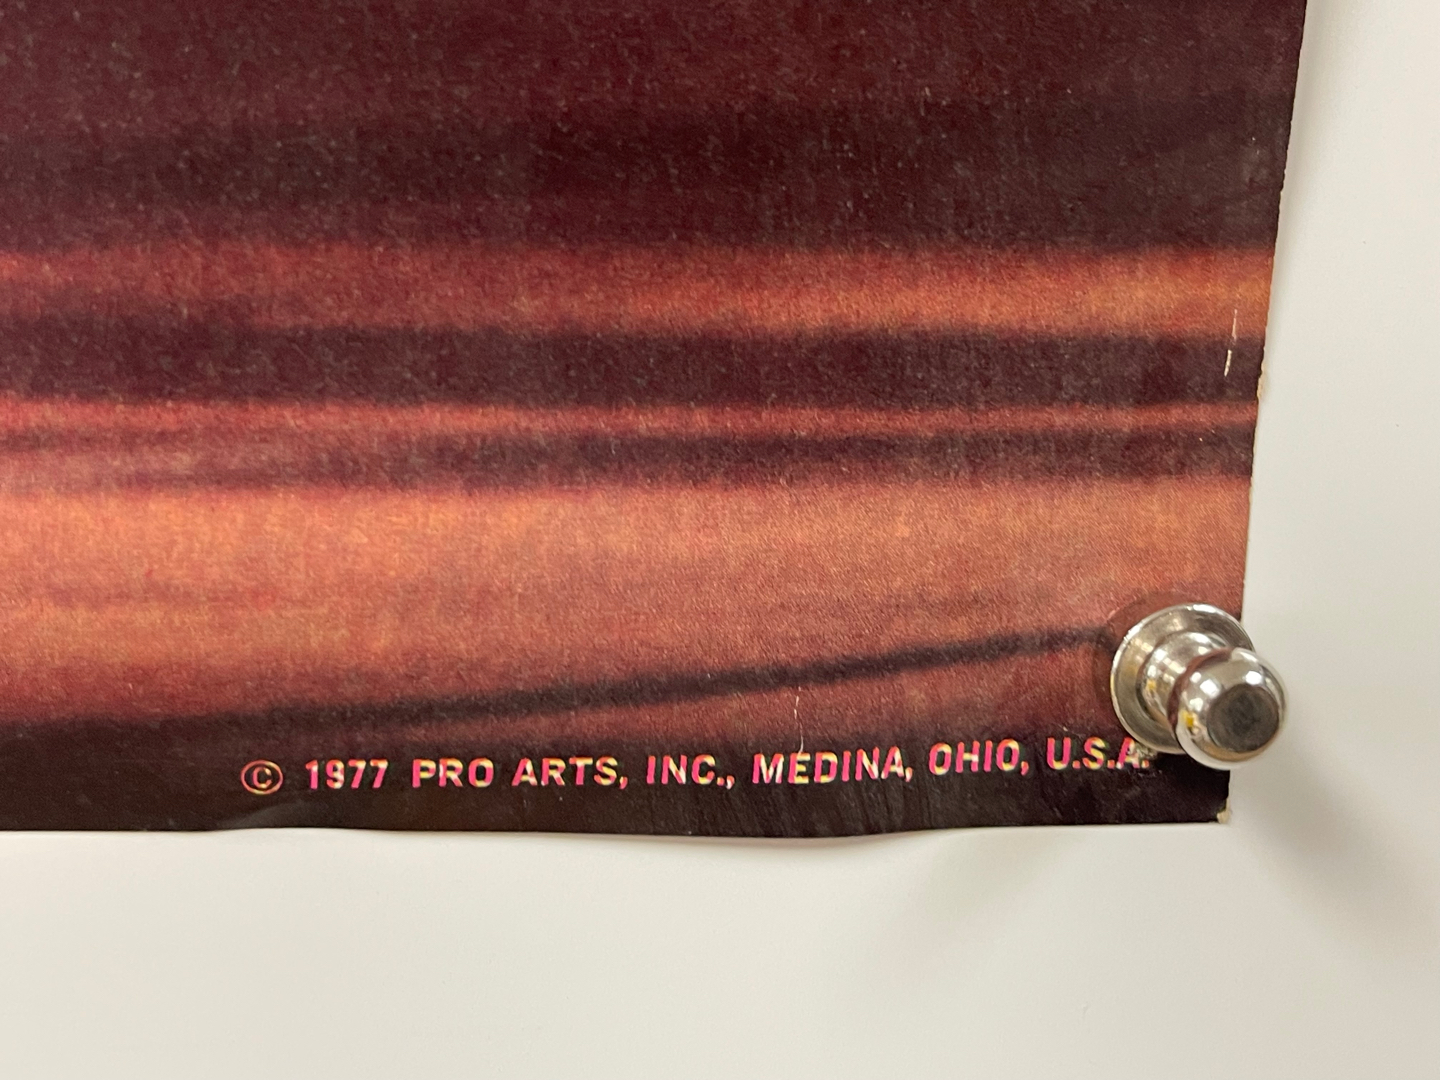 © 1977 PRO ARTS, INC., MEDINA, OHIO, U.S.A.